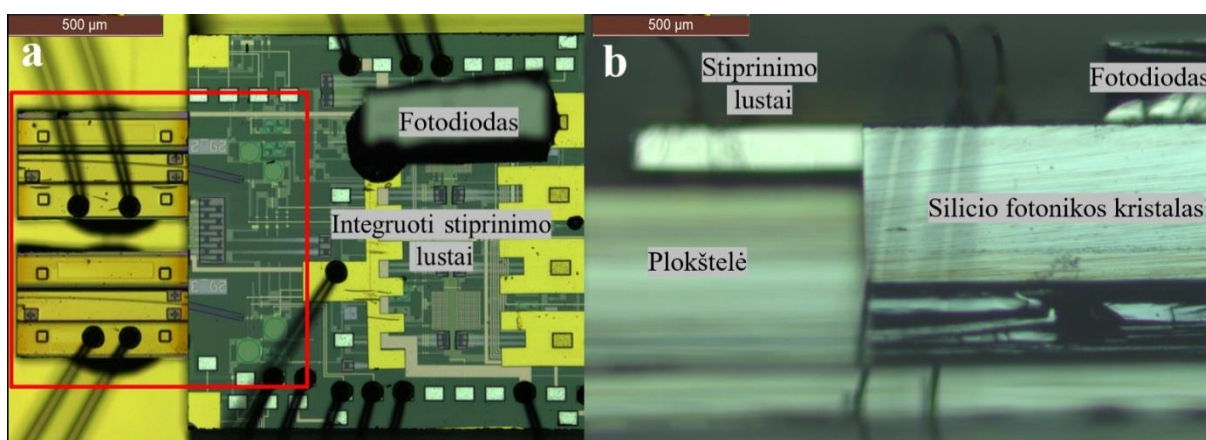 500 µm
a
Fotodiodas
Integruoti stiprinimo
lustai
500 µm
b
Stiprinimo
lustai
Fotodiodas
Silicio fotonikos kristalas
Plokštelė